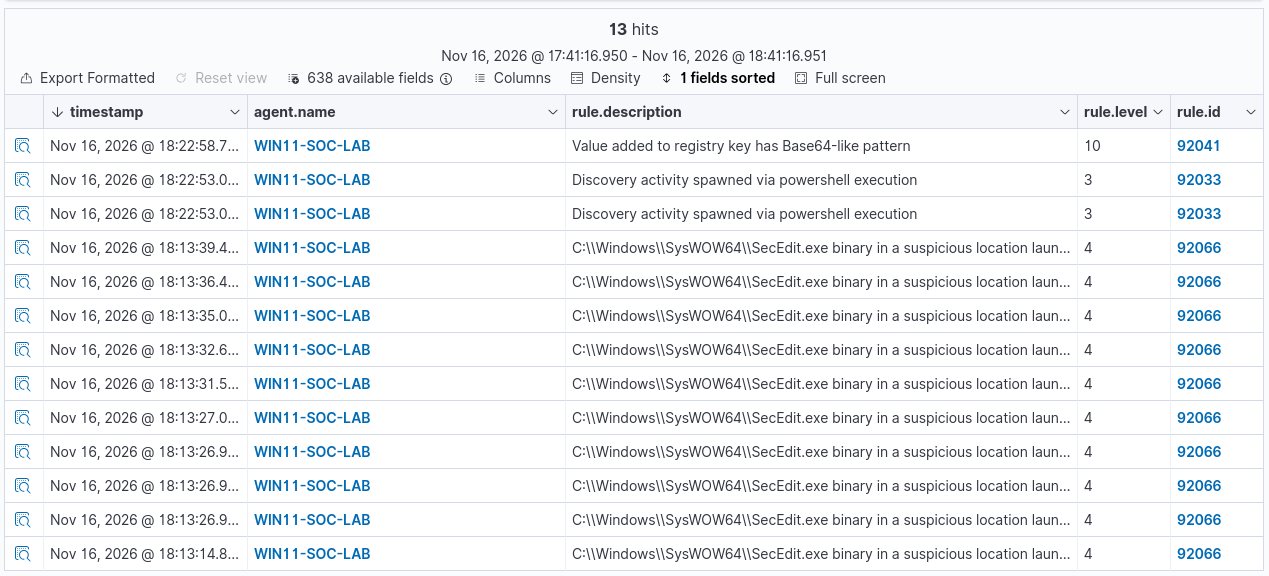 13 hits
Nov 16, 2026 @ 17:41:16.950 - Nov 16, 2026 @ 18:41:16.951
Export Formatted Reset view 638 available fields Columns Density 1 fields sorted Full screen
timestamp agent.name rule.description rule.level rule.id
Nov 16, 2026 @ 18:22:58.7... WIN11-SOC-LAB Value added to registry key has Base64-like pattern 10 92041
Nov 16, 2026 @ 18:22:53.0... WIN11-SOC-LAB Discovery activity spawned via powershell execution 3 92033
Nov 16, 2026 @ 18:22:53.0... WIN11-SOC-LAB Discovery activity spawned via powershell execution 3 92033
Nov 16, 2026 @ 18:13:39.4... WIN11-SOC-LAB C:\\Windows\\SysWOW64\\SecEdit.exe binary in a suspicious location laun... 4 92066
Nov 16, 2026 @ 18:13:36.4... WIN11-SOC-LAB C:\\Windows\\SysWOW64\\SecEdit.exe binary in a suspicious location laun... 4 92066
Nov 16, 2026 @ 18:13:35.0... WIN11-SOC-LAB C:\\Windows\\SysWOW64\\SecEdit.exe binary in a suspicious location laun... 4 92066
Nov 16, 2026 @ 18:13:32.6... WIN11-SOC-LAB C:\\Windows\\SysWOW64\\SecEdit.exe binary in a suspicious location laun... 4 92066
Nov 16, 2026 @ 18:13:31.5... WIN11-SOC-LAB C:\\Windows\\SysWOW64\\SecEdit.exe binary in a suspicious location laun... 4 92066
Nov 16, 2026 @ 18:13:27.0... WIN11-SOC-LAB C:\\Windows\\SysWOW64\\SecEdit.exe binary in a suspicious location laun... 4 92066
Nov 16, 2026 @ 18:13:26.9... WIN11-SOC-LAB C:\\Windows\\SysWOW64\\SecEdit.exe binary in a suspicious location laun... 4 92066
Nov 16, 2026 @ 18:13:26.9... WIN11-SOC-LAB C:\\Windows\\SysWOW64\\SecEdit.exe binary in a suspicious location laun... 4 92066
Nov 16, 2026 @ 18:13:26.9... WIN11-SOC-LAB C:\\Windows\\SysWOW64\\SecEdit.exe binary in a suspicious location laun... 4 92066
Nov 16, 2026 @ 18:13:14.8... WIN11-SOC-LAB C:\\Windows\\SysWOW64\\SecEdit.exe binary in a suspicious location laun... 4 92066